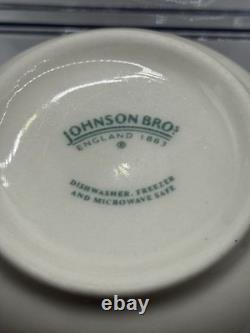 JOHNSON BROS
ENGLAND 1883
®
DISHWASHER, FREEZER
AND MICROWAVE SAFE